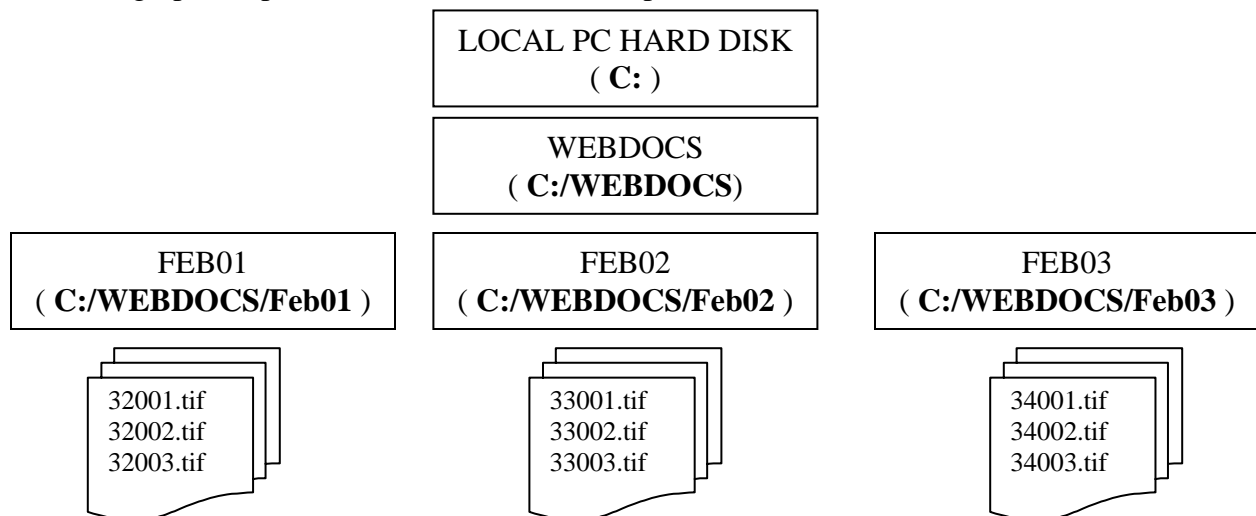 LOCAL PC HARD DISK
( C: )
WEBDOCS
( C:/WEBDOCS)
FEB01
( C:/WEBDOCS/Feb01 )
FEB02
( C:/WEBDOCS/Feb02 )
FEB03
( C:/WEBDOCS/Feb03 )
32001.tif
32002.tif
32003.tif
33001.tif
33002.tif
33003.tif
34001.tif
34002.tif
34003.tif